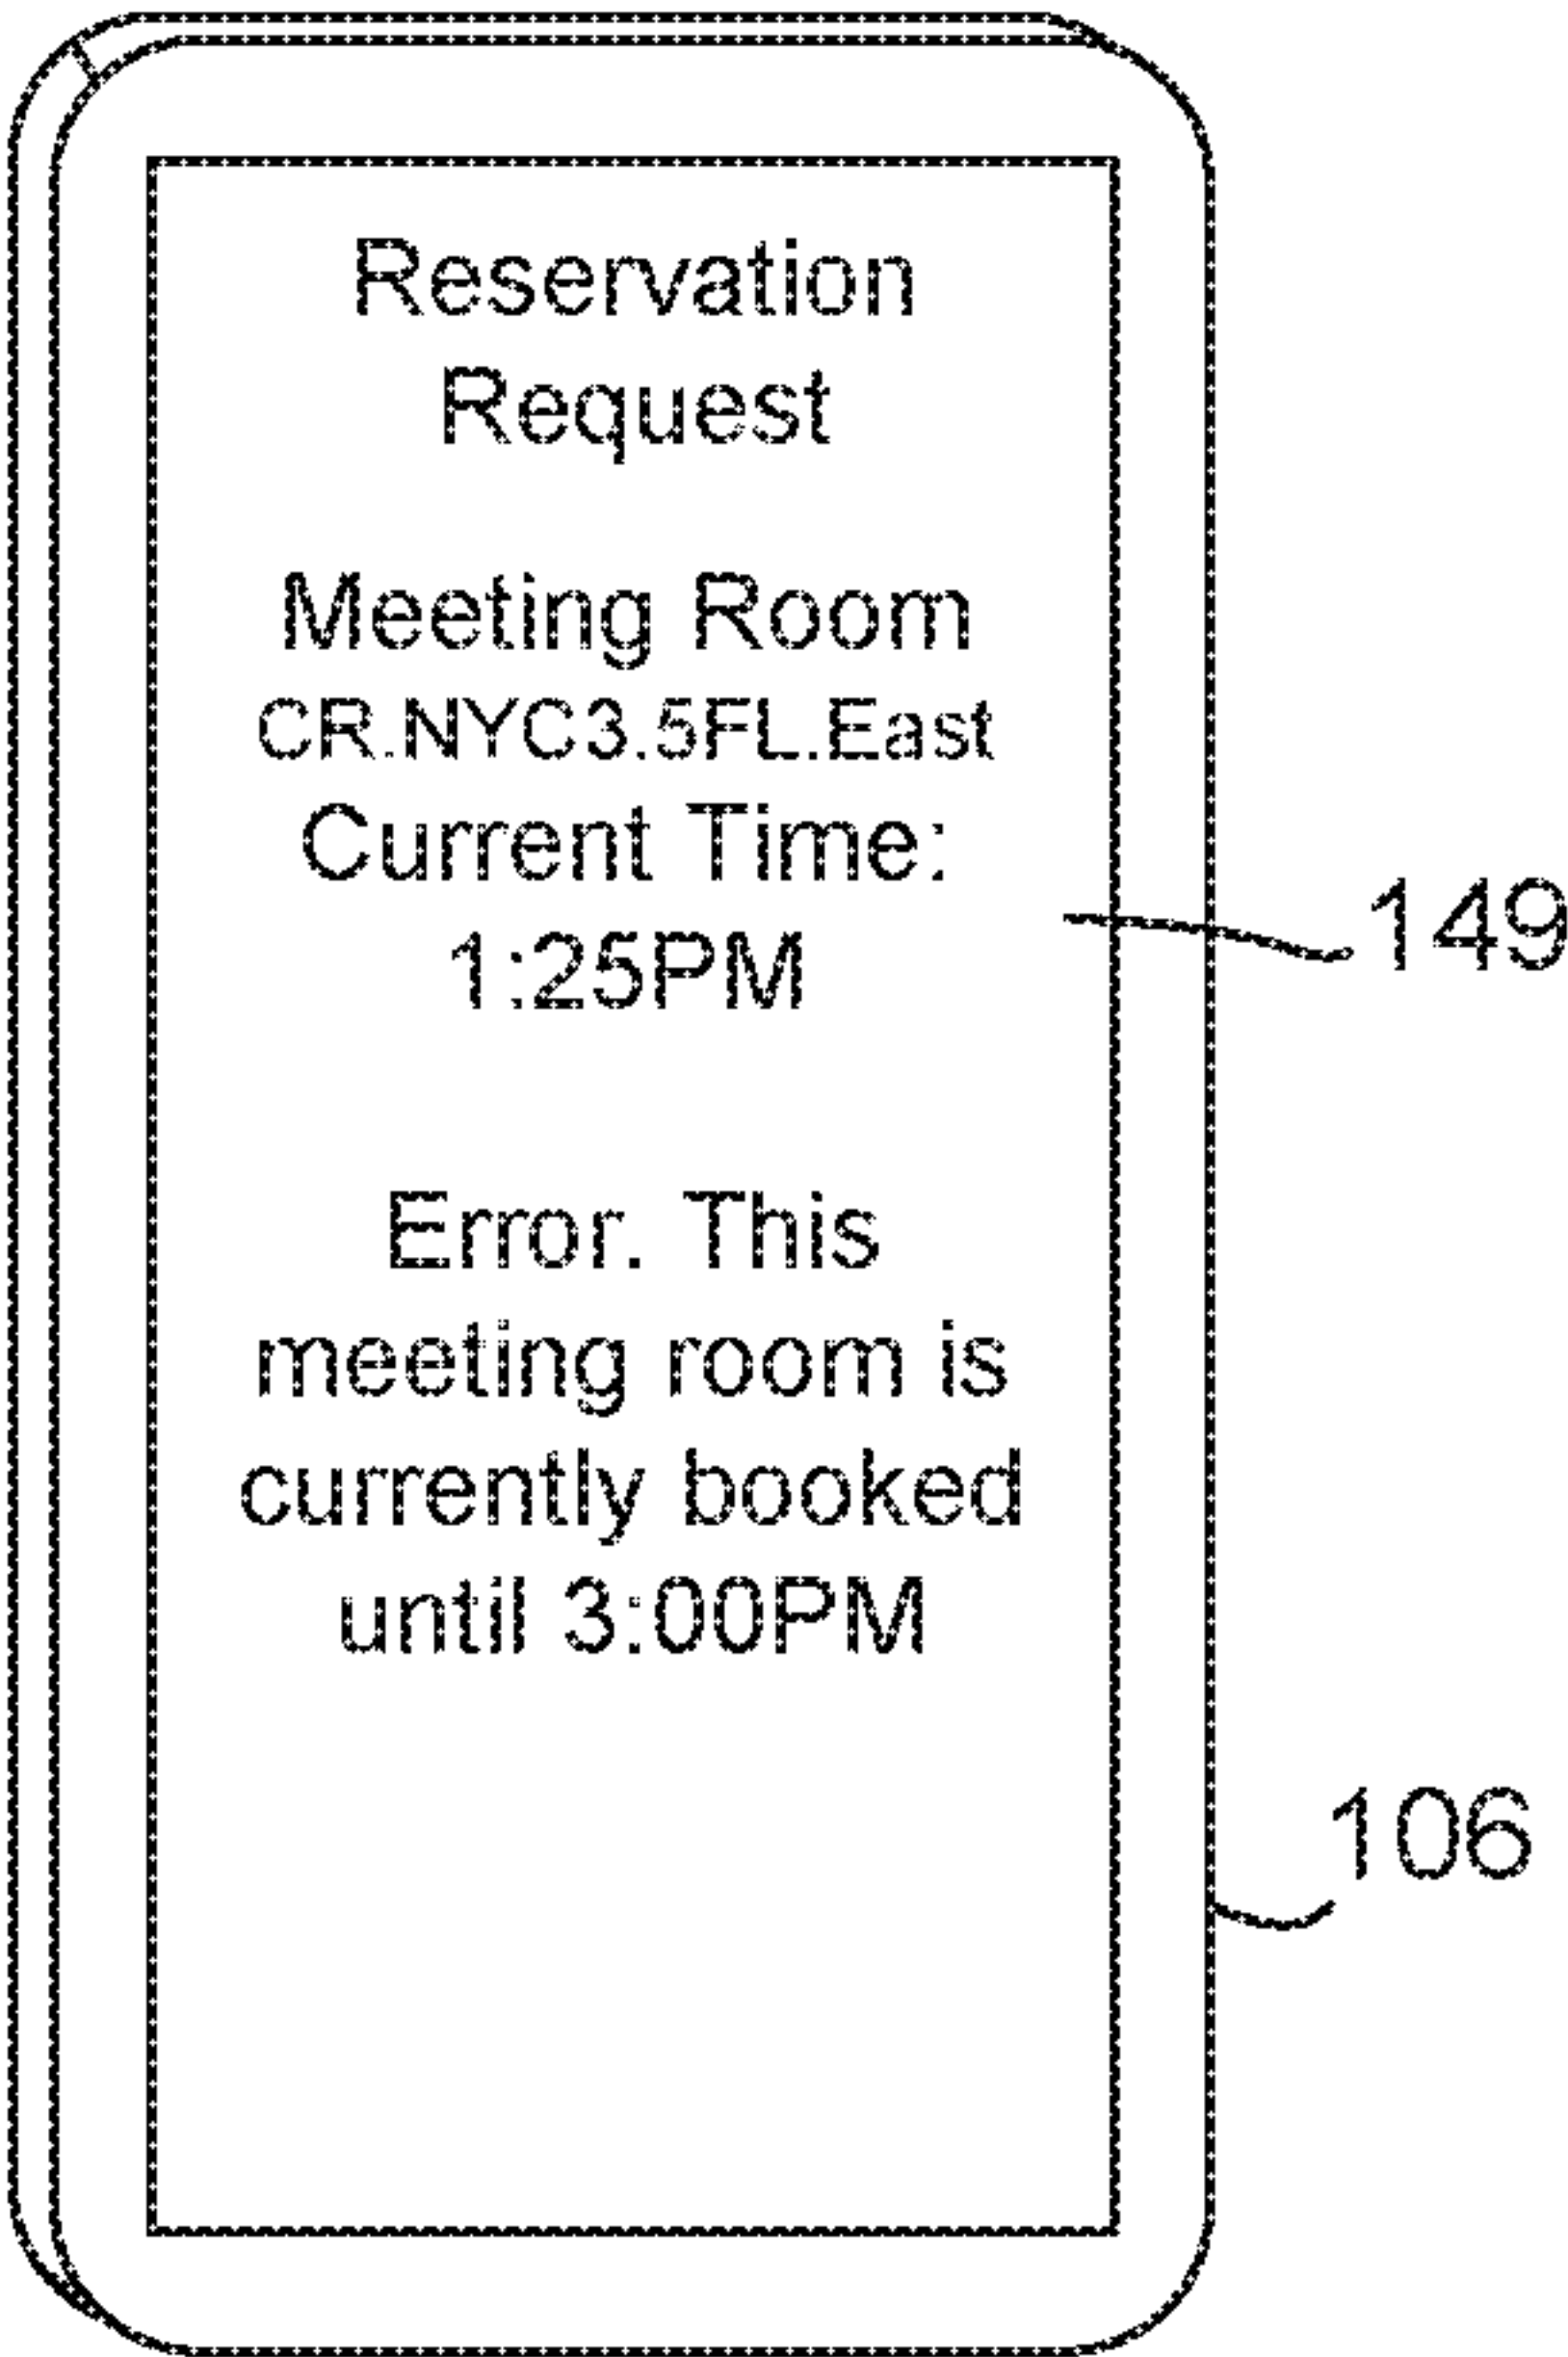 Reservation
Request
Meeting Room
CR.NYC3.5FL.East
Current Time:
1:25PM
149
Error. This
meeting room is
currently booked
until 3:00PM
106